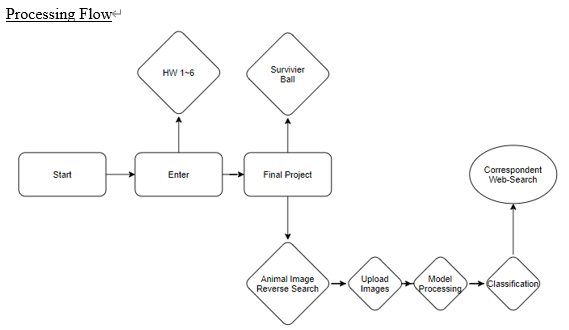 Processing Flow
HW 1~6
Survivier
Ball
Start
Enter
Final Project
Correspondent
Web-Search
Animal Image
Reverse Search
Upload
Images
Model
Processing
Classification